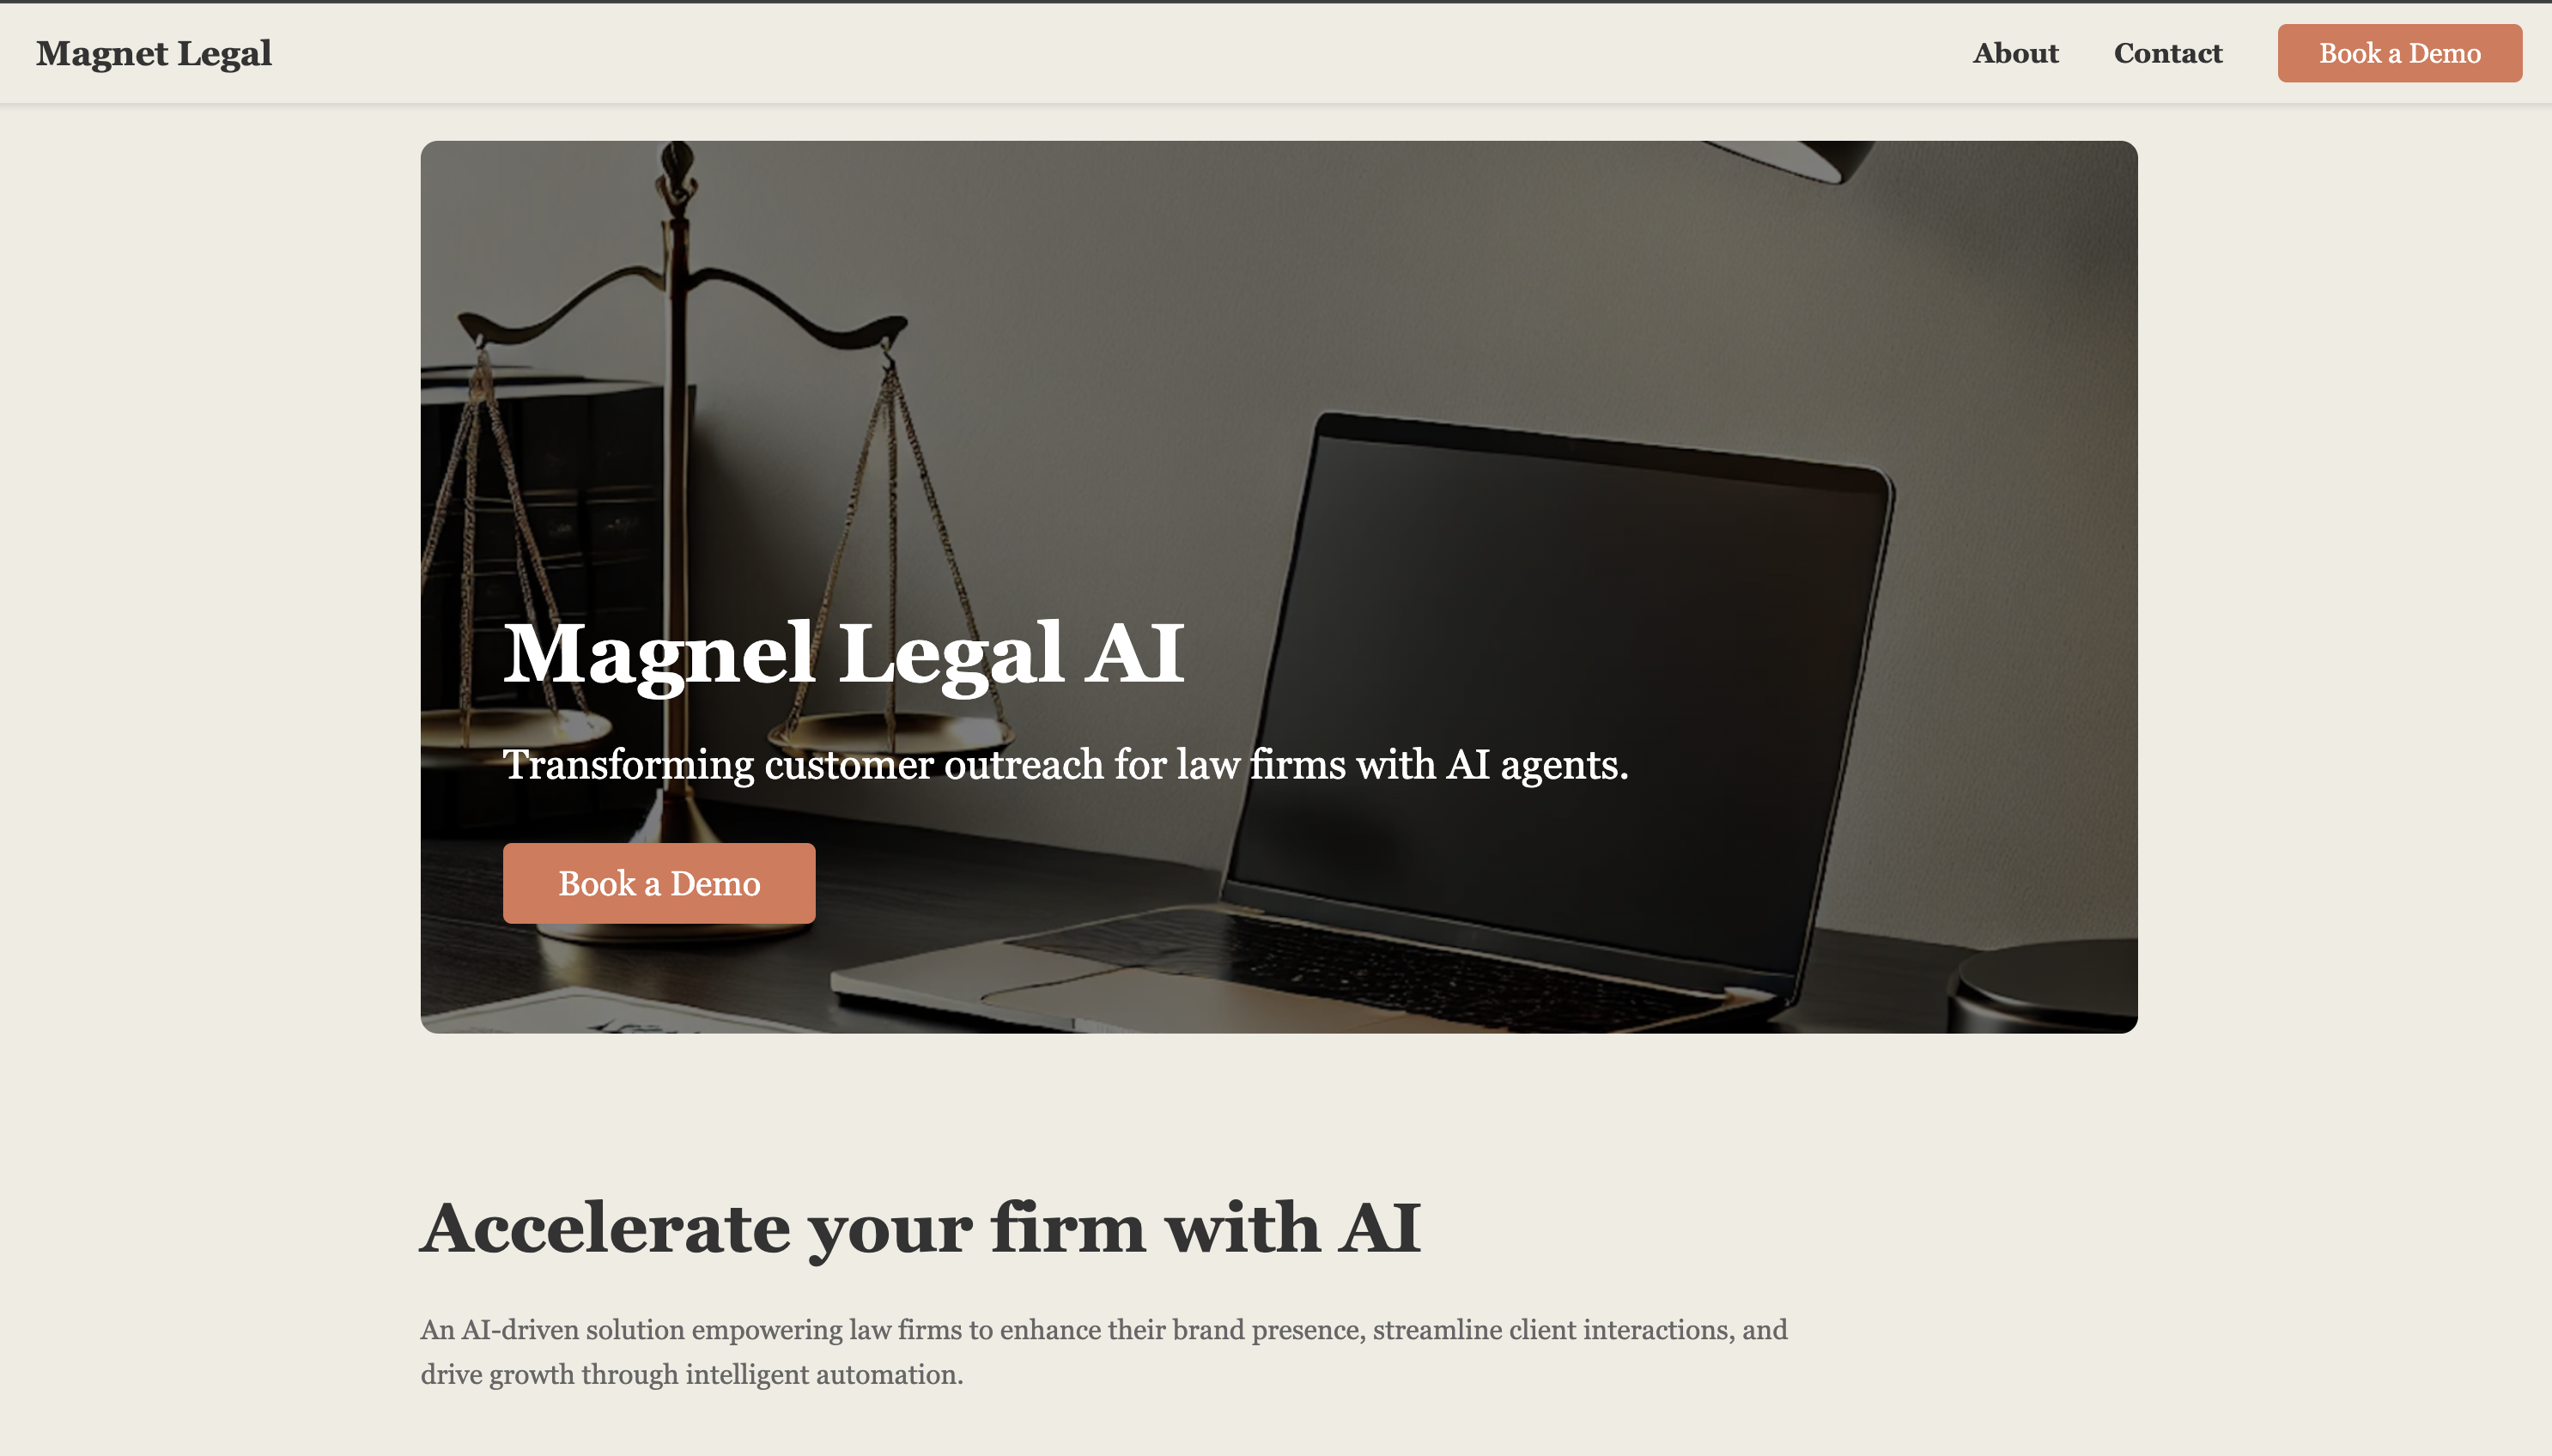 Magnet Legal
About
Contact
Book a Demo
Magnel Legal AI
Transforming customer outreach for law firms with AI agents.
Book a Demo
Accelerate your firm with AI
An AI-driven solution empowering law firms to enhance their brand presence, streamline client interactions, and
drive growth through intelligent automation.